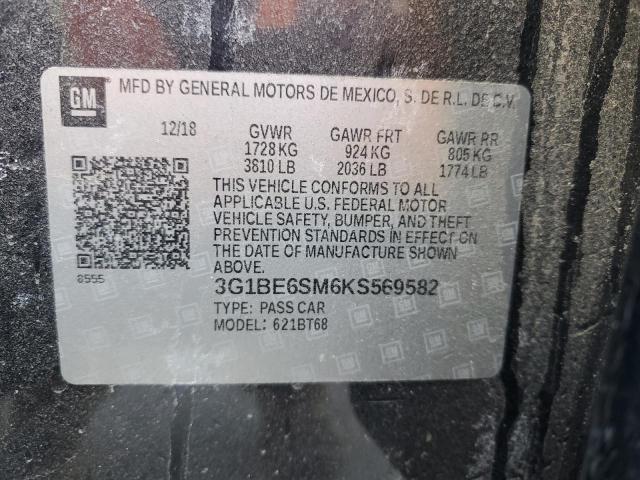 GM
MFD BY GENERAL MOTORS DE MEXICO, S. DE R.L. DE C.V.
12/18 GVWR GAWR FRT GAWR RR
1728 KG 924 KG 805 KG
3810 LB 2036 LB 1774 LB
THIS VEHICLE CONFORMS TO ALL
APPLICABLE U.S. FEDERAL MOTOR
VEHICLE SAFETY, BUMPER, AND THEFT
PREVENTION STANDARDS IN EFFECT ON
THE DATE OF MANUFACTURE SHOWN
ABOVE.
8555
3G1BE6SM6KS569582
TYPE: PASS CAR
MODEL: 621BT68